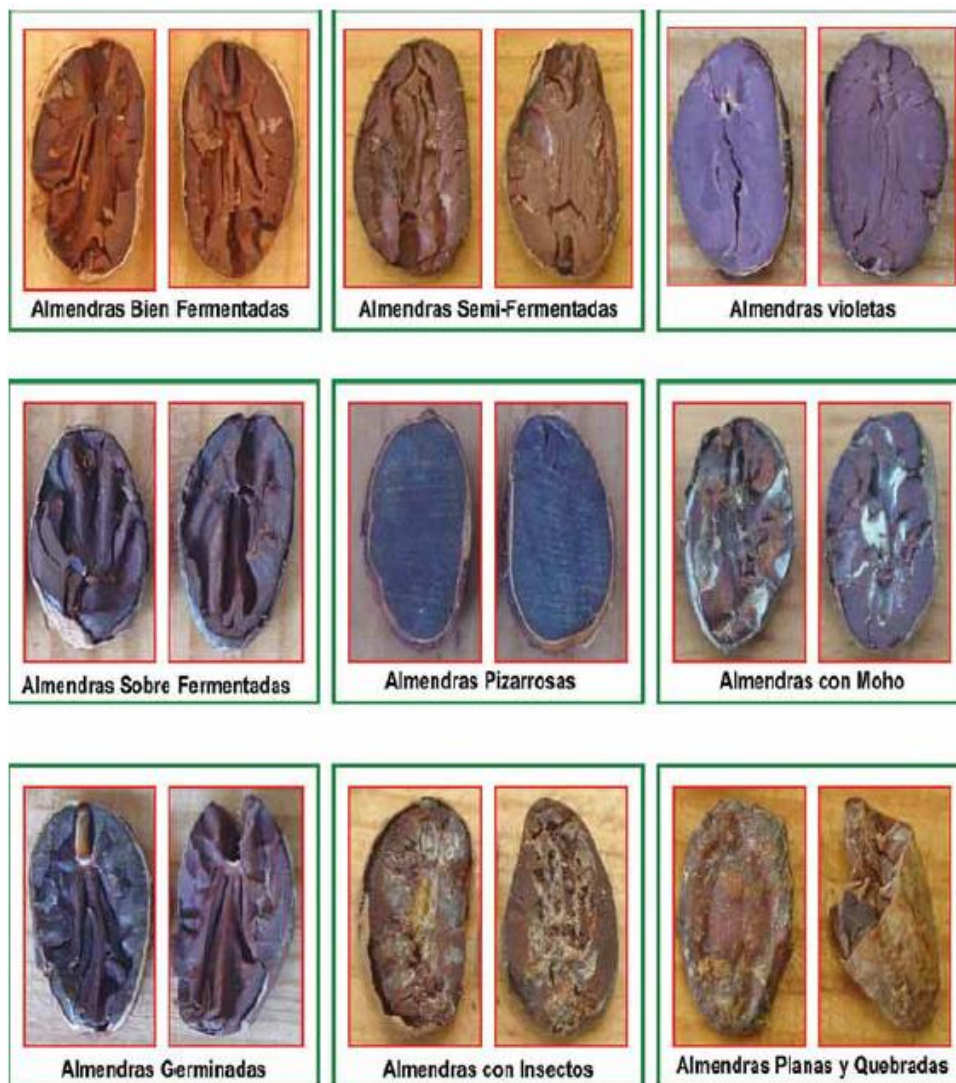 Almendras Bien Fermentadas
Almendras Semi-Fermentadas
Almendras violetas
Almendras Sobre Fermentadas
Almendras Pizarrosas
Almendras con Moho
Almendras Germinadas
Almendras con Insectos
Almendras Planas y Quebradas